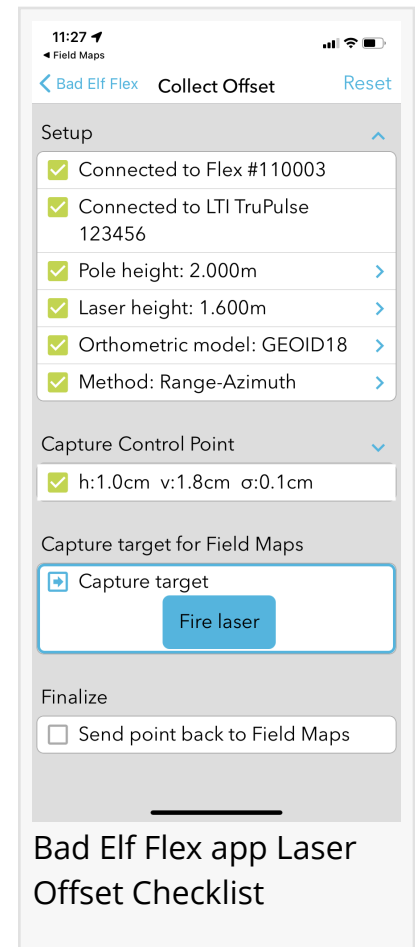 11:27
◀ Field Maps
Bad Elf Flex Collect Offset Reset
Setup
Connected to Flex #110003
Connected to LTI TruPulse
123456
Pole height: 2.000m
Laser height: 1.600m
Orthometric model: GEOID18
Method: Range-Azimuth
Capture Control Point
h:1.0cm v:1.8cm σ:0.1cm
Capture target for Field Maps
Capture target
Fire laser
Finalize
Send point back to Field Maps
Bad Elf Flex app Laser
Offset Checklist